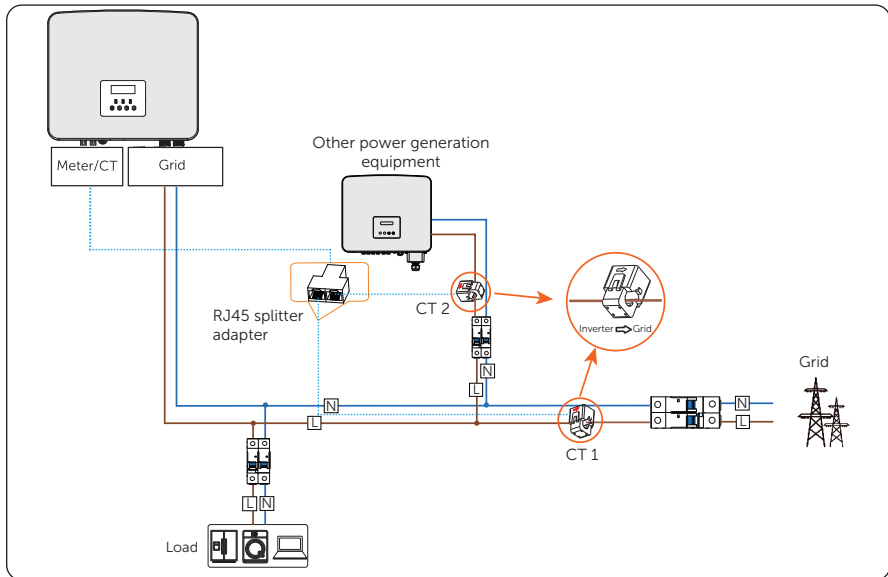 Meter/CT
Grid
Other power generation
equipment
RJ45 splitter
adapter
CT 2
Inverter ⇨ Grid
Grid
N
L
N
N
L
L
CT 1
L
N
Load